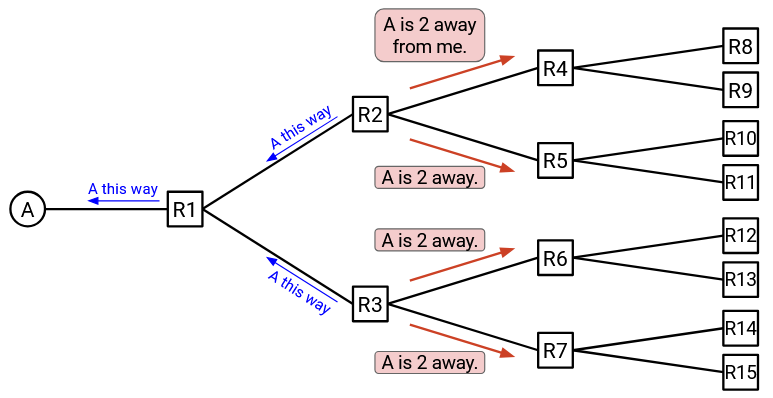 A is 2 away
from me.
R8
R4
R9
A this way
R2
R10
R5
A is 2 away.
R11
A this way
A
R1
A is 2 away.
R12
R6
R13
A this way
R3
R14
R7
A is 2 away.
R15